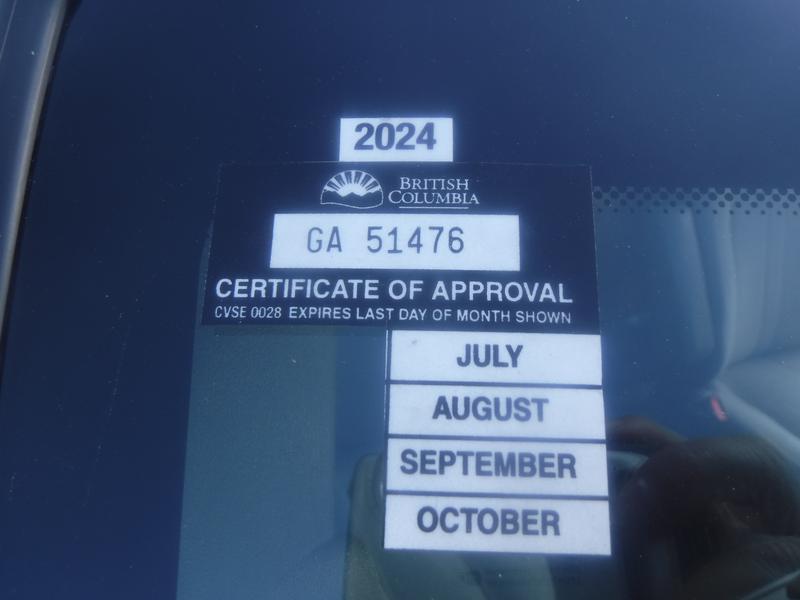 2024
BRITISH
COLUMBIA
GA 51476
CERTIFICATE OF APPROVAL
CVSE 0028 EXPIRES LAST DAY OF MONTH SHOWN
JULY
AUGUST
SEPTEMBER
OCTOBER